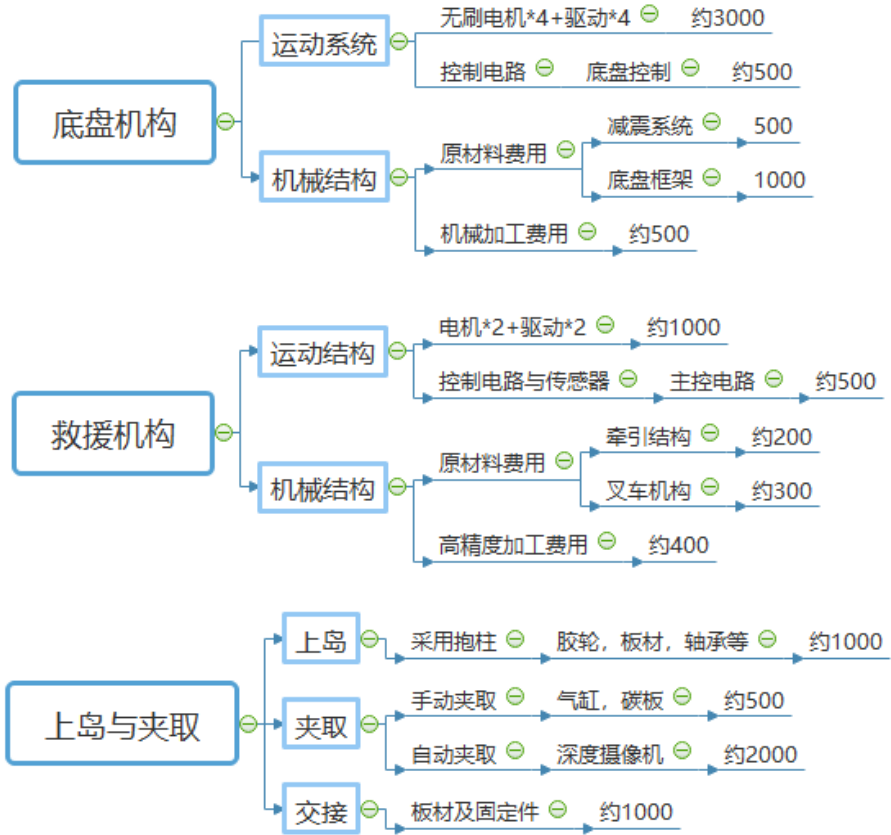 底盘机构
运动系统
无刷电机*4+驱动*4 约3000
控制电路 底盘控制 约500
机械结构
原材料费用
减震系统 500
底盘框架 1000
机械加工费用 约500
救援机构
运动结构
电机*2+驱动*2 约1000
控制电路与传感器 主控电路 约500
机械结构
原材料费用
牵引结构 约200
叉车机构 约300
高精度加工费用 约400
上岛与夹取
上岛
采用抱柱 胶轮，板材，轴承等 约1000
夹取
手动夹取 气缸，碳板 约500
自动夹取 深度摄像机 约2000
交接
板材及固定件 约1000